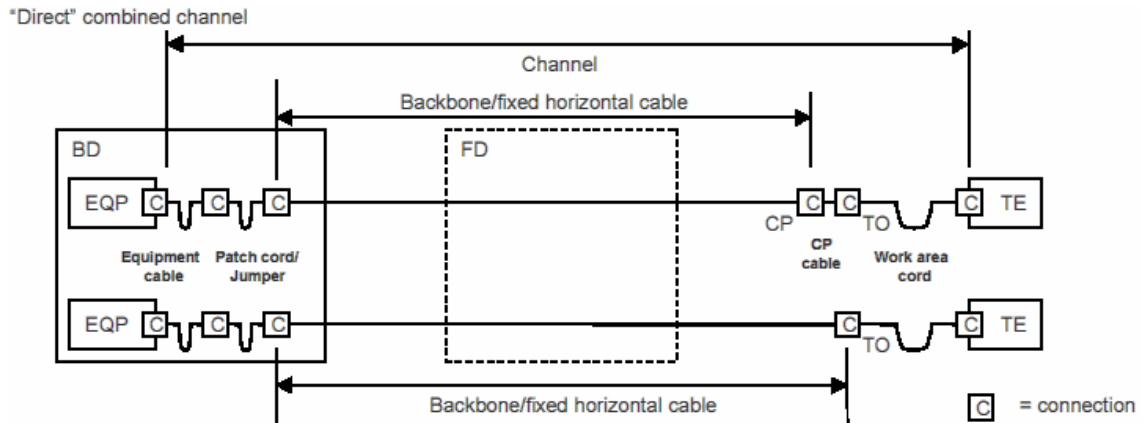 "Direct" combined channel
Channel
Backbone/fixed horizontal cable
BD
FD
EQP C C C C C C TE
CP TO
Equipment cable
Patch cord/ Jumper
CP cable
Work area cord
EQP C C C C C TE
TO
Backbone/fixed horizontal cable
C = connection